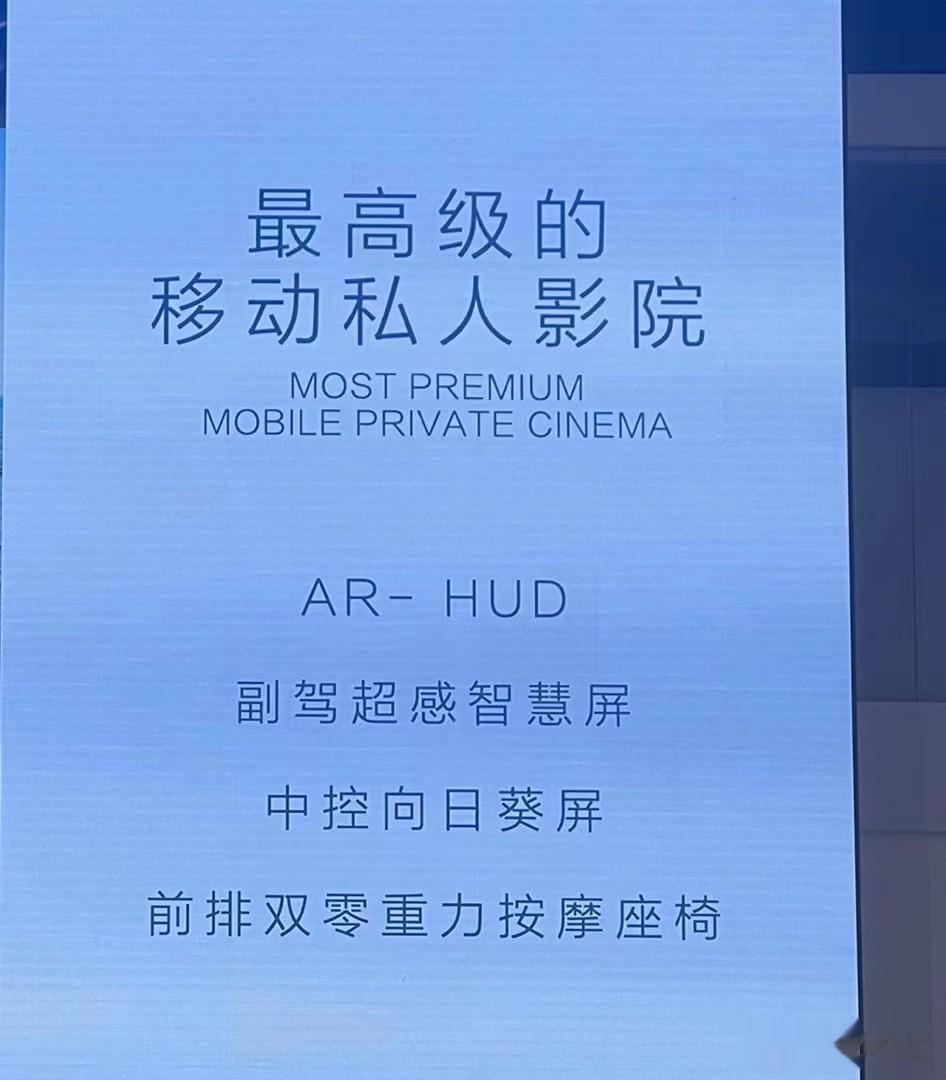 最高级的
移动私人影院
MOST PREMIUM
MOBILE PRIVATE CINEMA
AR- HUD
副驾超感智慧屏
中控向日葵屏
前排双零重力按摩座椅